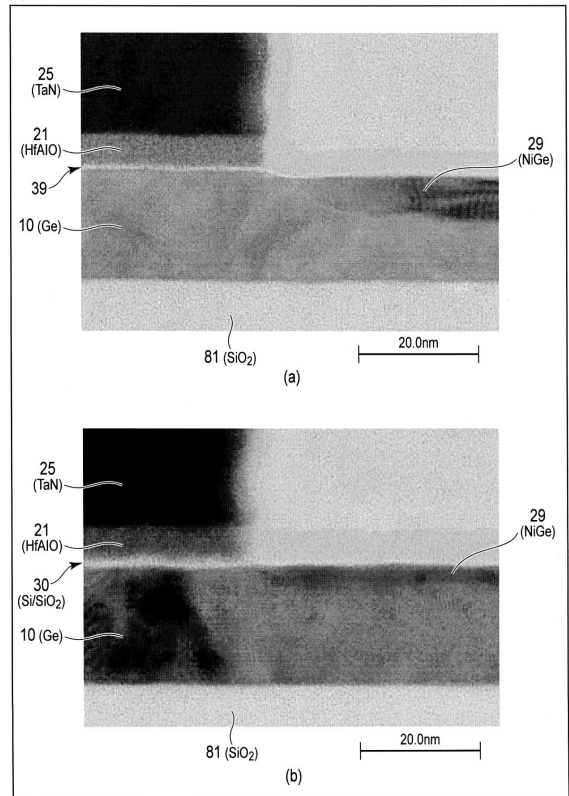 25
(TaN)
21
(HfAlO)
39
10 (Ge)
29
(NiGe)
81 (SiO₂)
20.0nm
(a)
25
(TaN)
21
(HfAlO)
30
(Si/SiO₂)
10 (Ge)
29
(NiGe)
81 (SiO₂)
20.0nm
(b)